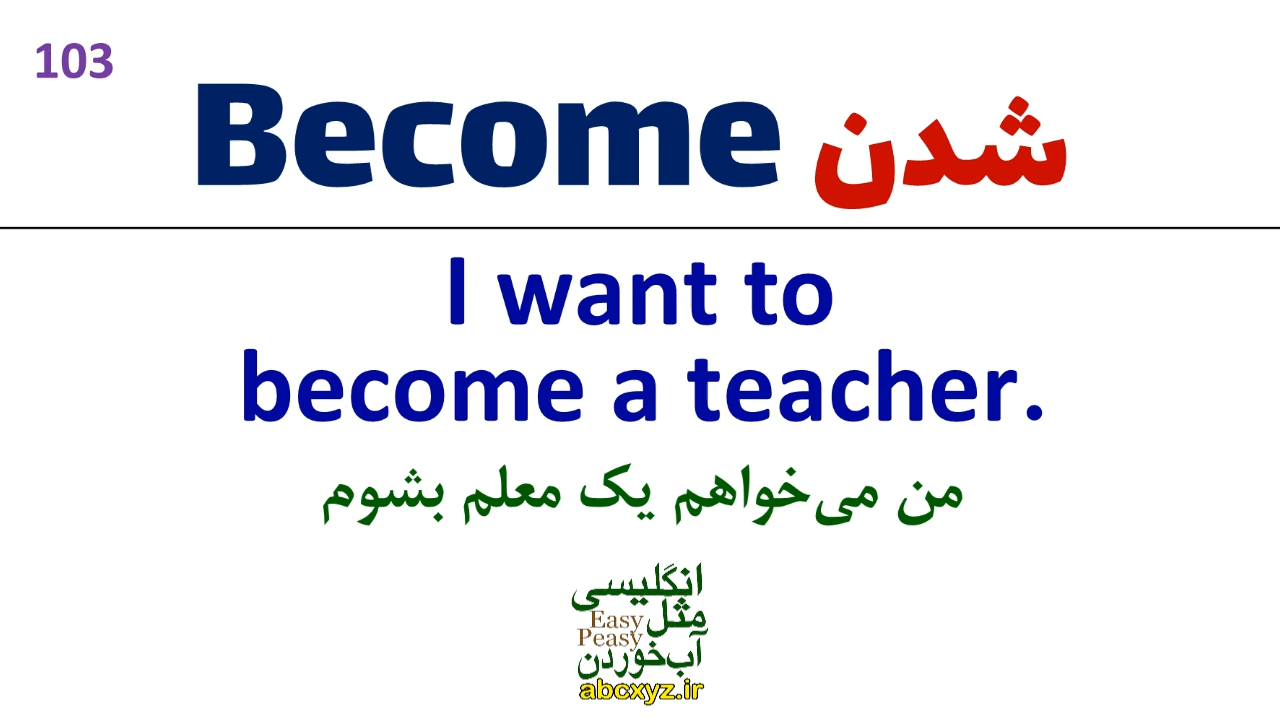 103
Become شدن
I want to
become a teacher.
من می‌خواهم یک معلم بشوم
انگلیسی
مثل
Easy
Peasy
آب‌خوردن
abcxyz.ir